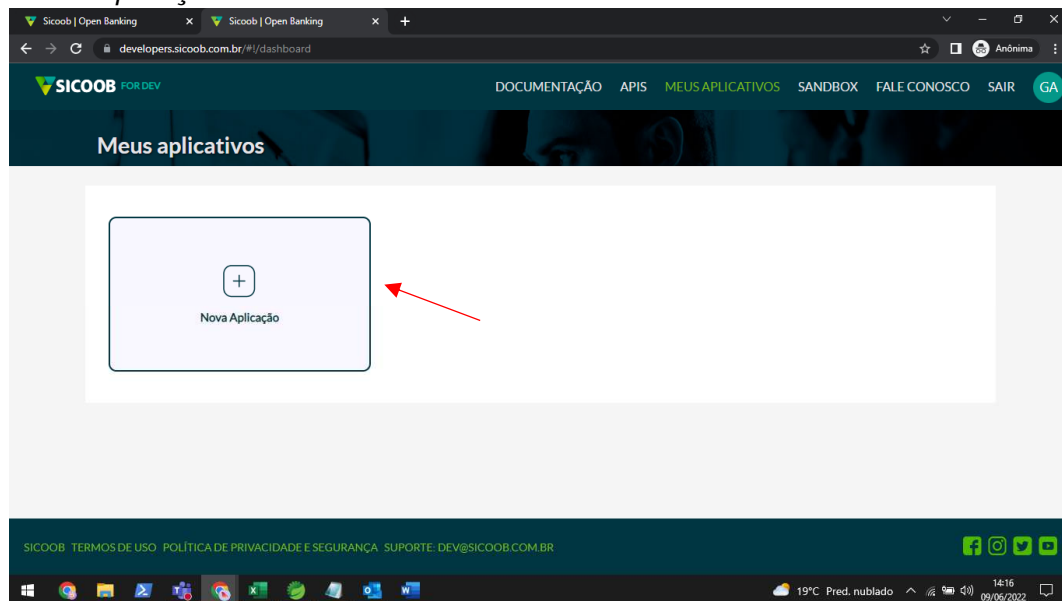 Sicoob | Open Banking
Sicoob | Open Banking
developers.sicoob.com.br/#!/dashboard
Anônima
SICOOB FOR DEV
DOCUMENTAÇÃO APIS MEUS APLICATIVOS SANDBOX FALE CONOSCO SAIR GA
Meus aplicativos
Nova Aplicação
SICOOB TERMOS DE USO POLÍTICA DE PRIVACIDADE E SEGURANÇA SUPORTE: DEV@SICOOB.COM.BR
19°C Pred. nublado
14:16
09/06/2022